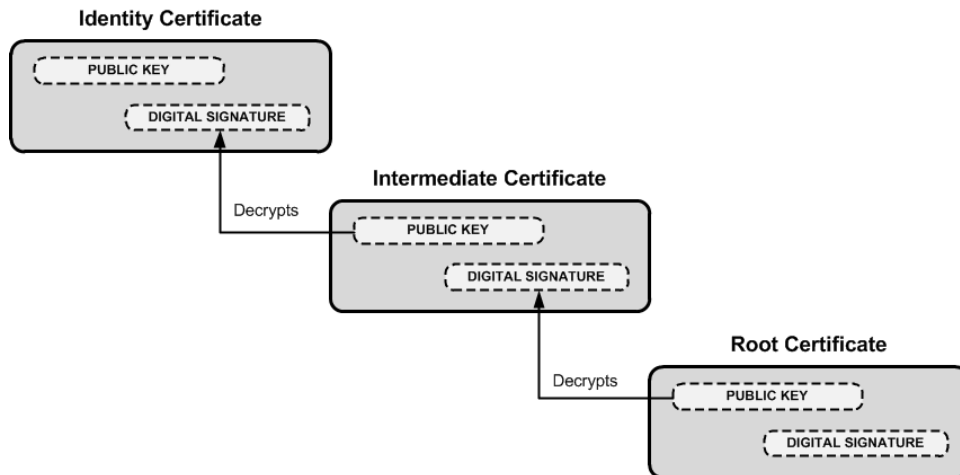 Identity Certificate
PUBLIC KEY
DIGITAL SIGNATURE
Intermediate Certificate
Decrypts
PUBLIC KEY
DIGITAL SIGNATURE
Root Certificate
Decrypts
PUBLIC KEY
DIGITAL SIGNATURE